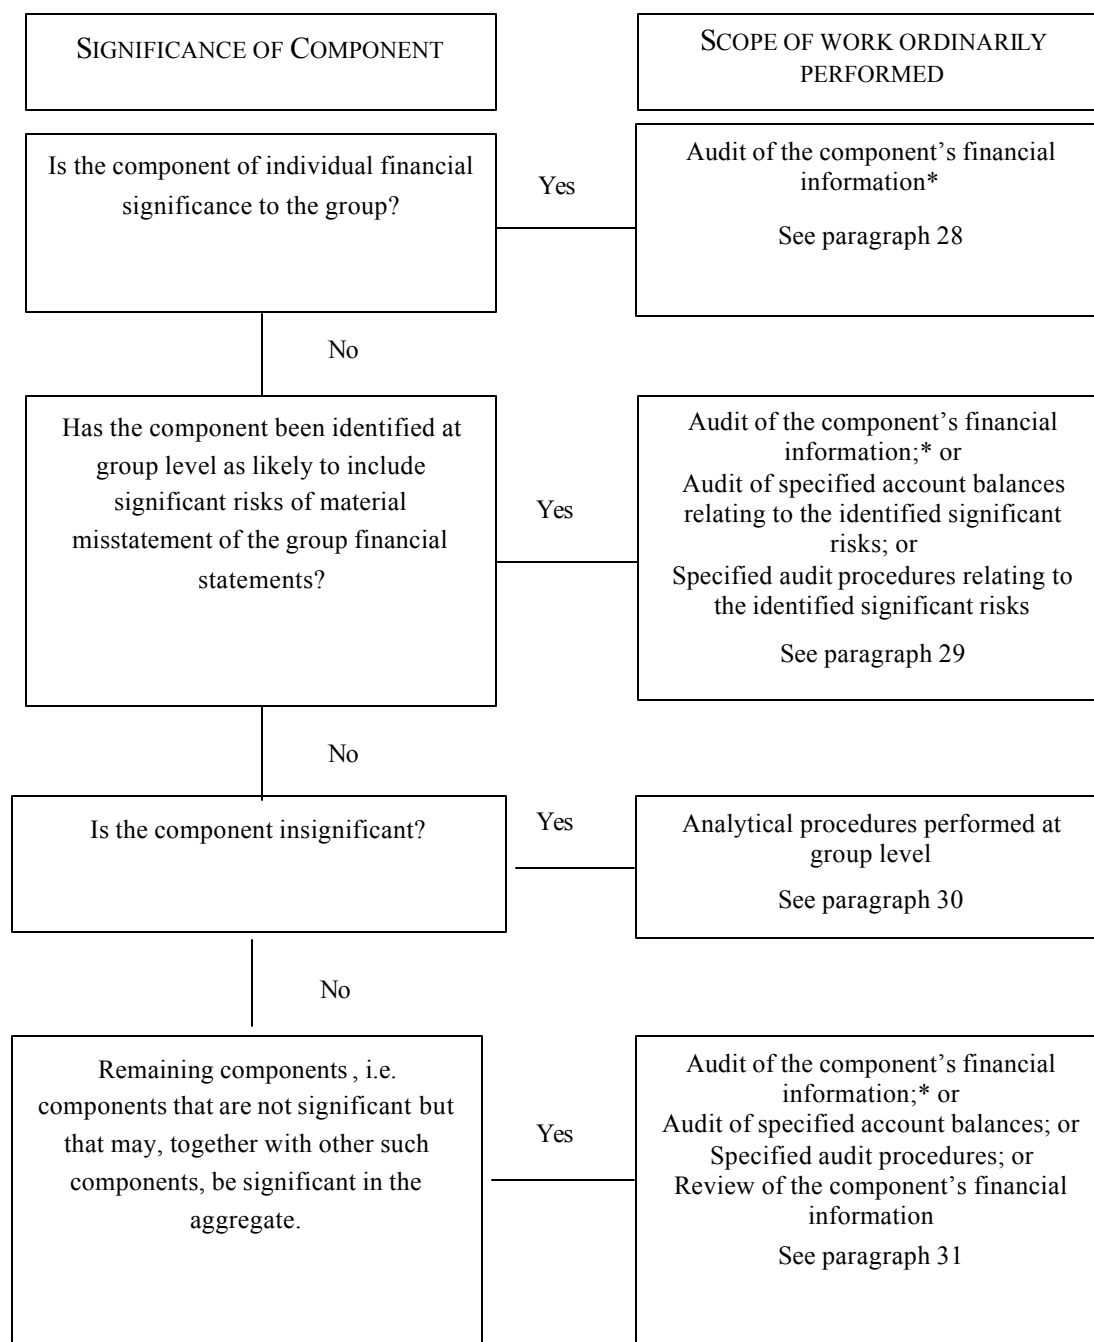 SIGNIFICANCE OF COMPONENT
SCOPE OF WORK ORDINARILY
PERFORMED
Is the component of individual financial
significance to the group?
Yes
Audit of the component’s financial
information*
See paragraph 28
No
Has the component been identified at
group level as likely to include
significant risks of material
misstatement of the group financial
statements?
Yes
Audit of the component’s financial
information;* or
Audit of specified account balances
relating to the identified significant
risks; or
Specified audit procedures relating to
the identified significant risks
See paragraph 29
No
Is the component insignificant?
Yes
Analytical procedures performed at
group level
See paragraph 30
No
Remaining components , i.e.
components that are not significant but
that may, together with other such
components, be significant in the
aggregate.
Yes
Audit of the component’s financial
information;* or
Audit of specified account balances; or
Specified audit procedures; or
Review of the component’s financial
information
See paragraph 31